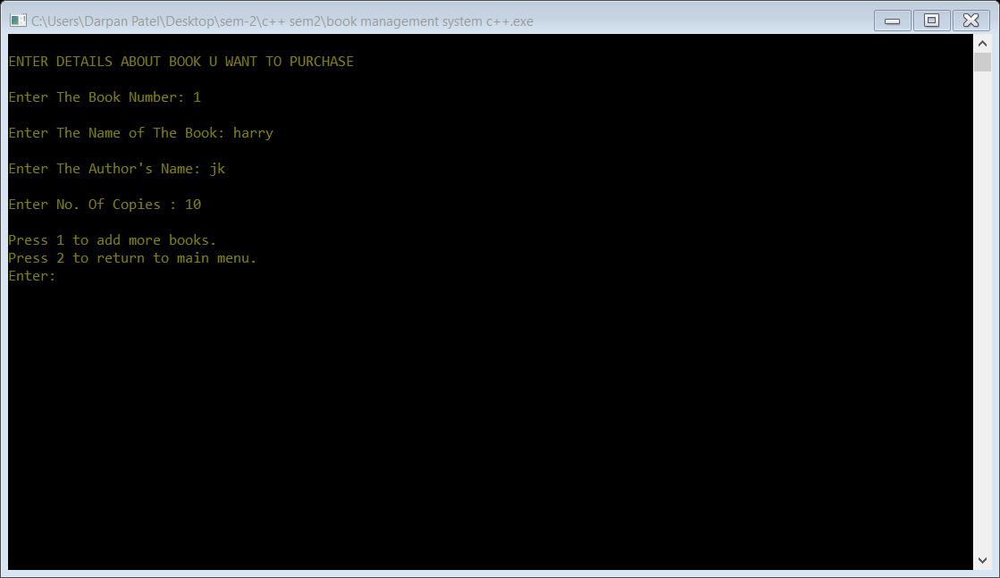 C:\Users\Darpan Patel\Desktop\sem-2\c++ sem2\book management system c++.exe
ENTER DETAILS ABOUT BOOK U WANT TO PURCHASE
Enter The Book Number: 1
Enter The Name of The Book: harry
Enter The Author's Name: jk
Enter No. Of Copies : 10
Press 1 to add more books.
Press 2 to return to main menu.
Enter: